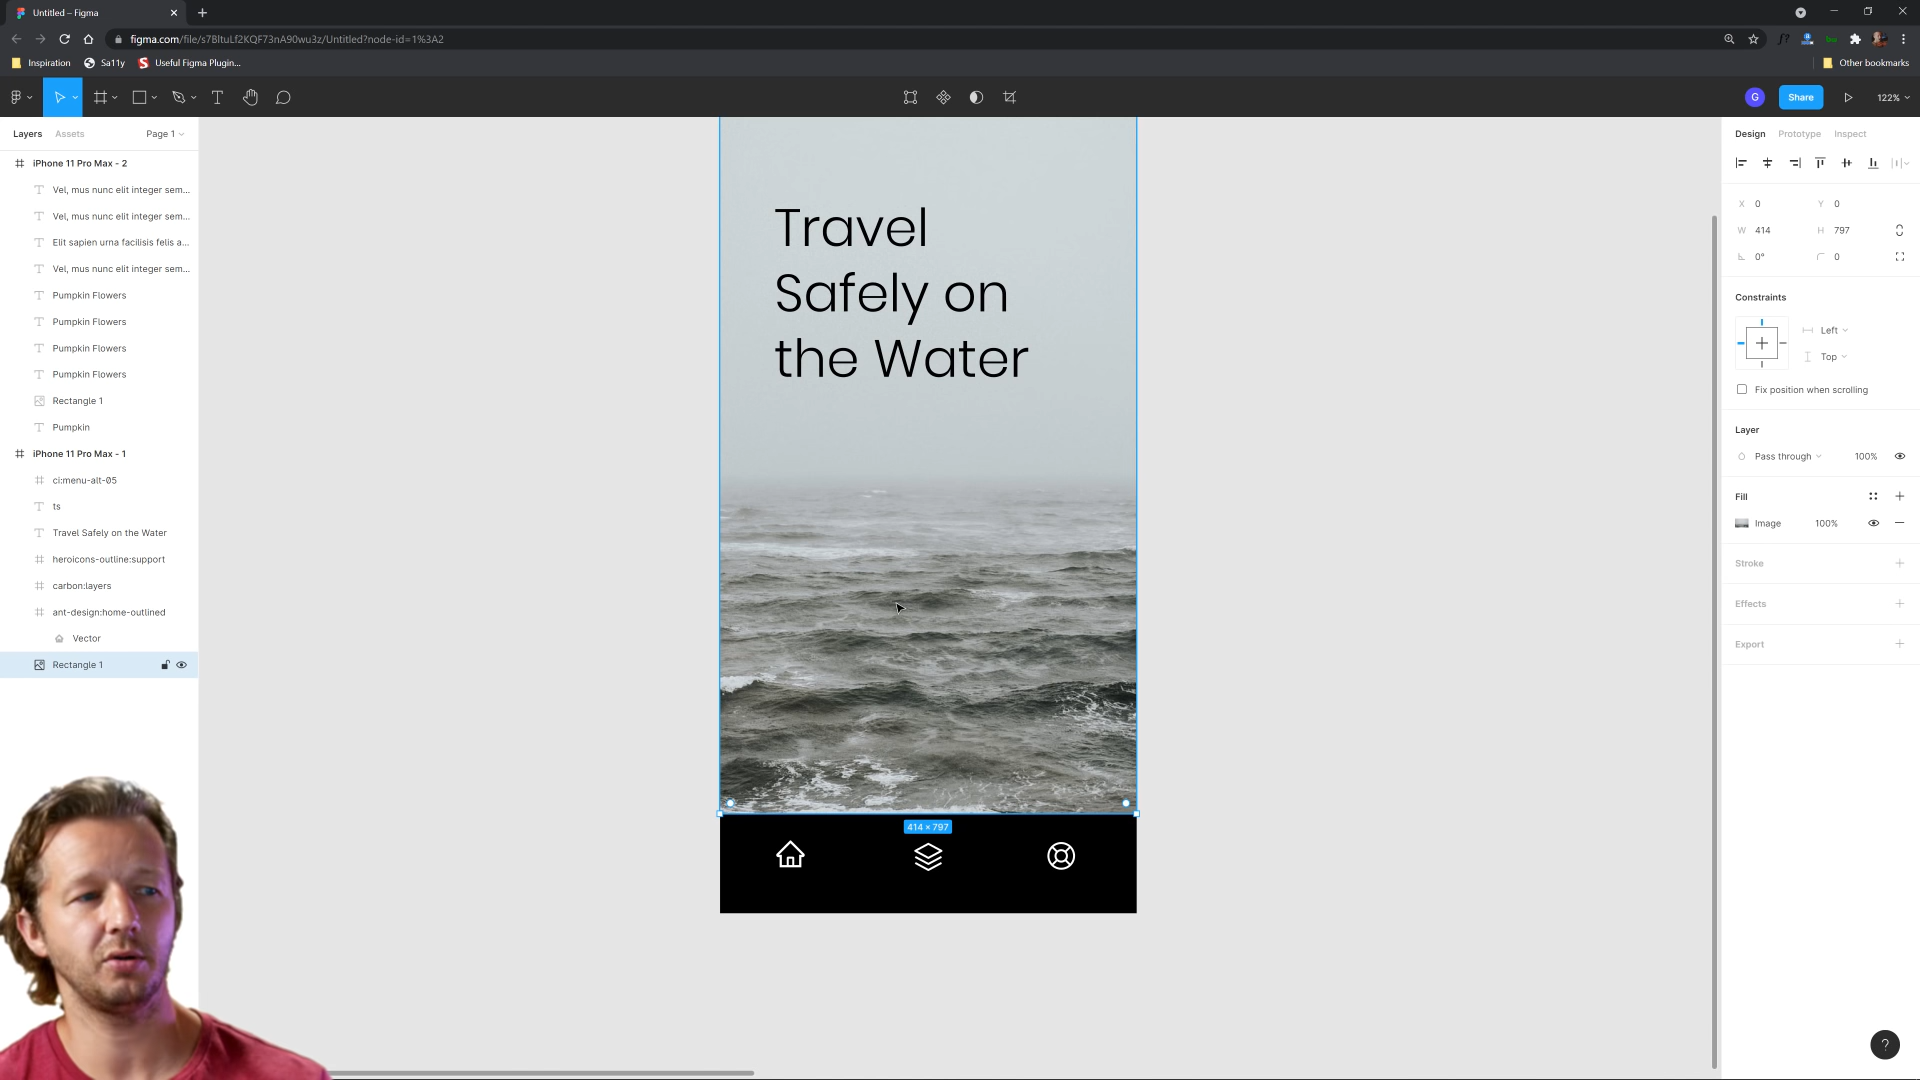 Untitled – Figma
figma.com/file/s7BltuLf2KQF73nA90wu3z/Untitled?node-id=1%3A2
Inspiration
Sa11y
Useful Figma Plugin...
Other bookmarks
G
Share
122%
Layers
Assets
Page 1
iPhone 11 Pro Max - 2
Vel, mus nunc elit integer sem...
Vel, mus nunc elit integer sem...
Elit sapien urna facilisis felis a...
Vel, mus nunc elit integer sem...
Pumpkin Flowers
Pumpkin Flowers
Pumpkin Flowers
Pumpkin Flowers
Rectangle 1
Pumpkin
iPhone 11 Pro Max - 1
ci:menu-alt-05
ts
Travel Safely on the Water
heroicons-outline:support
carbon:layers
ant-design:home-outlined
Vector
Rectangle 1
Travel
Safely on
the Water
414 × 797
Design
Prototype
Inspect
X 0
Y 0
W 414
H 797
0°
0
Constraints
Left
Top
Fix position when scrolling
Layer
Pass through
100%
Fill
Image
100%
Stroke
Effects
Export
?